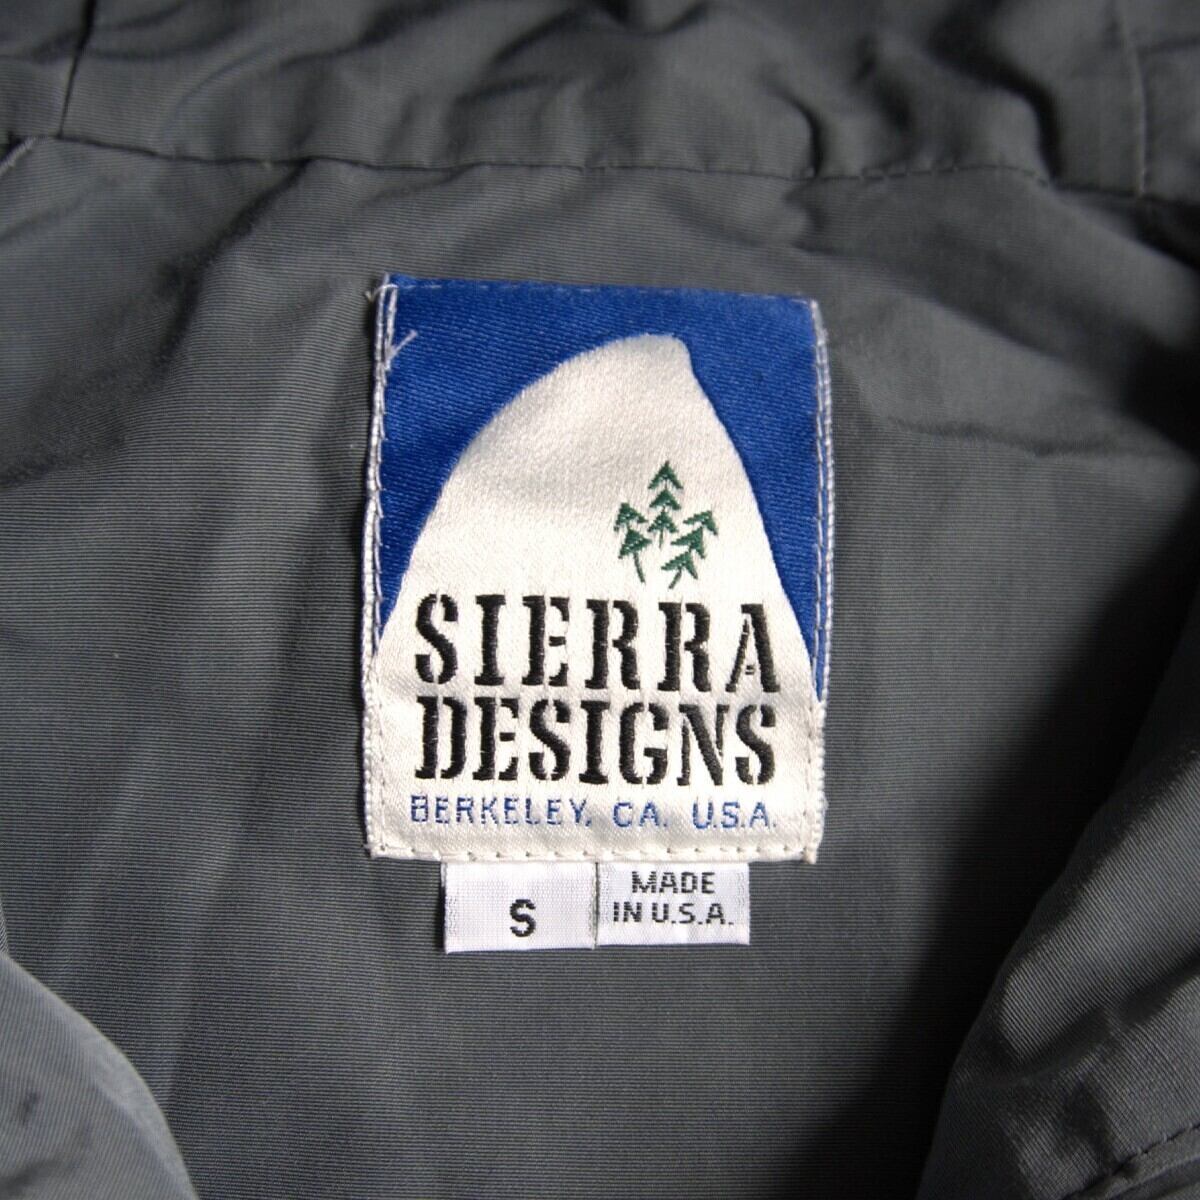 SIERRA
DESIGNS
BERKELEY, CA. U.S.A.
S
MADE
IN U.S.A.